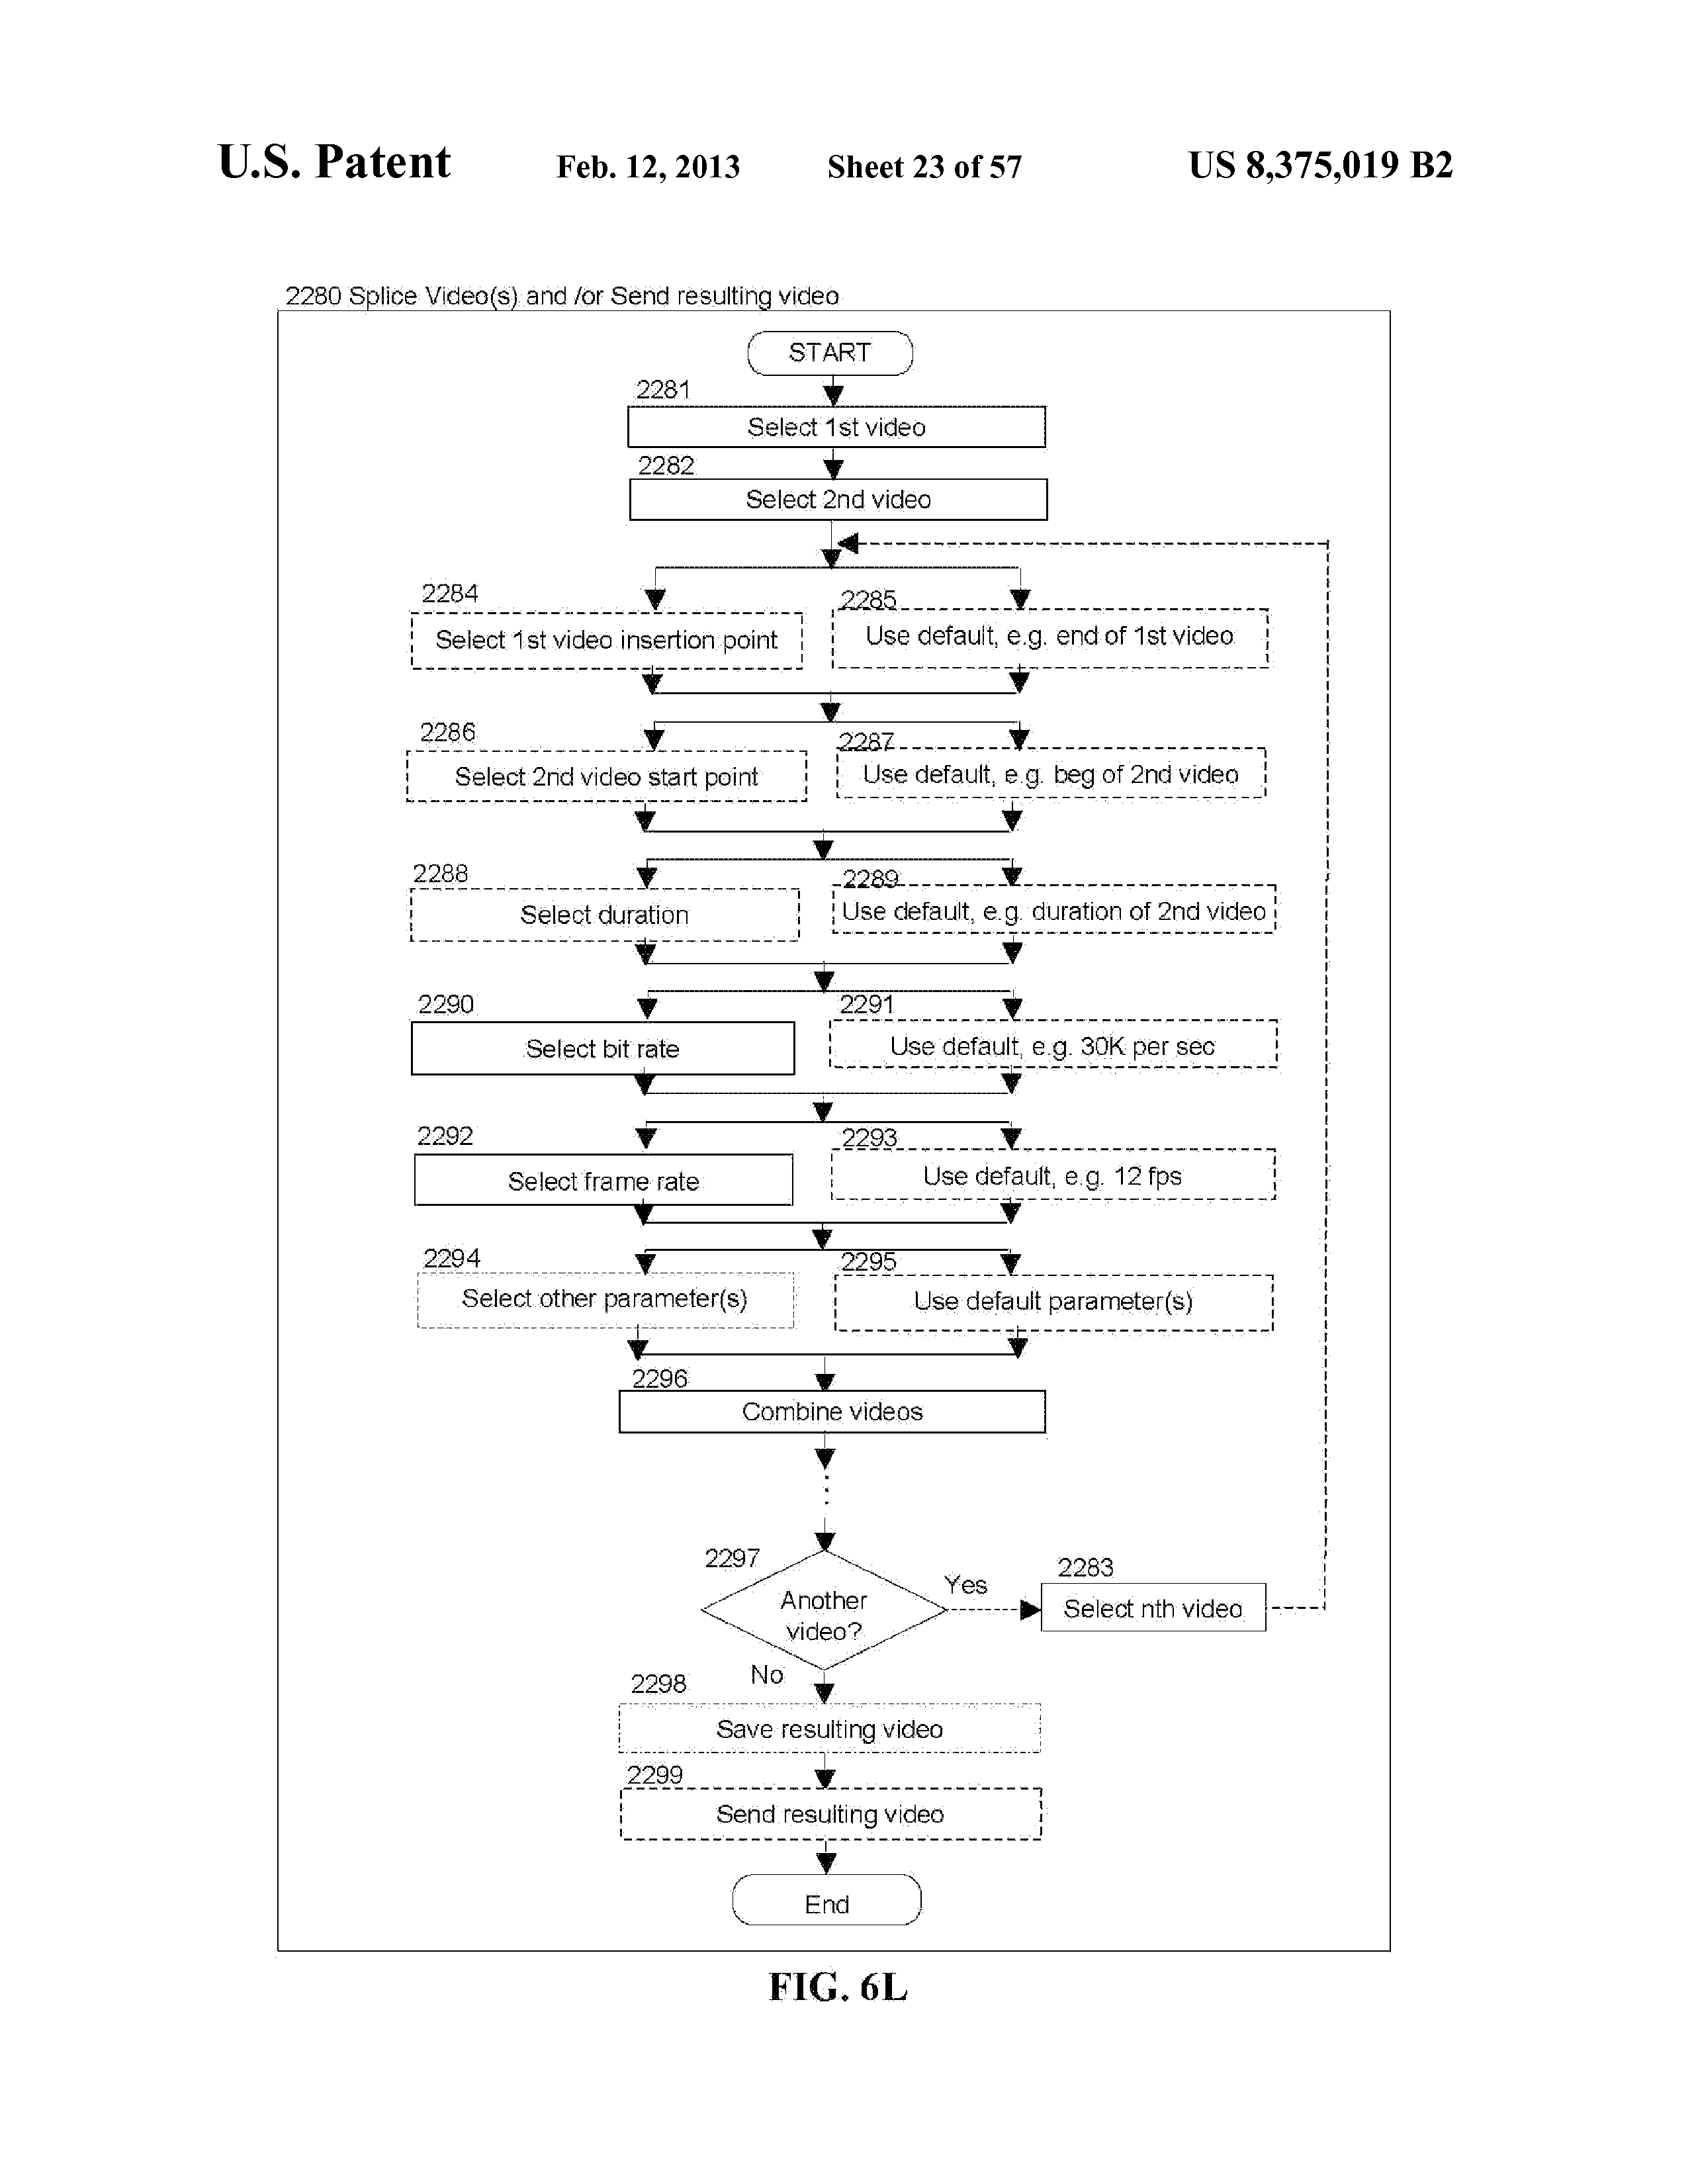 U.S. Patent Feb. 12, 2013 Sheet 23 of 57 US 8,375,019 B2
2280 Splice Video(s) and /or Send resulting video
START
2281
Select 1st video
2282
Select 2nd video
2284 2285
Select 1st video insertion point Use default, e.g. end of 1st video
2286 2287
Select 2nd video start point Use default, e.g. beg of 2nd video
2288 2289
Select duration Use default, e.g. duration of 2nd video
2290 2291
Select bit rate Use default, e.g. 30K per sec
2292 2293
Select frame rate Use default, e.g. 12 fps
2294 2295
Select other parameter(s) Use default parameter(s)
2296
Combine videos
2297 2283
Another
video?
Yes
Select nth video
No
2298
Save resulting video
2299
Send resulting video
End
FIG. 6L